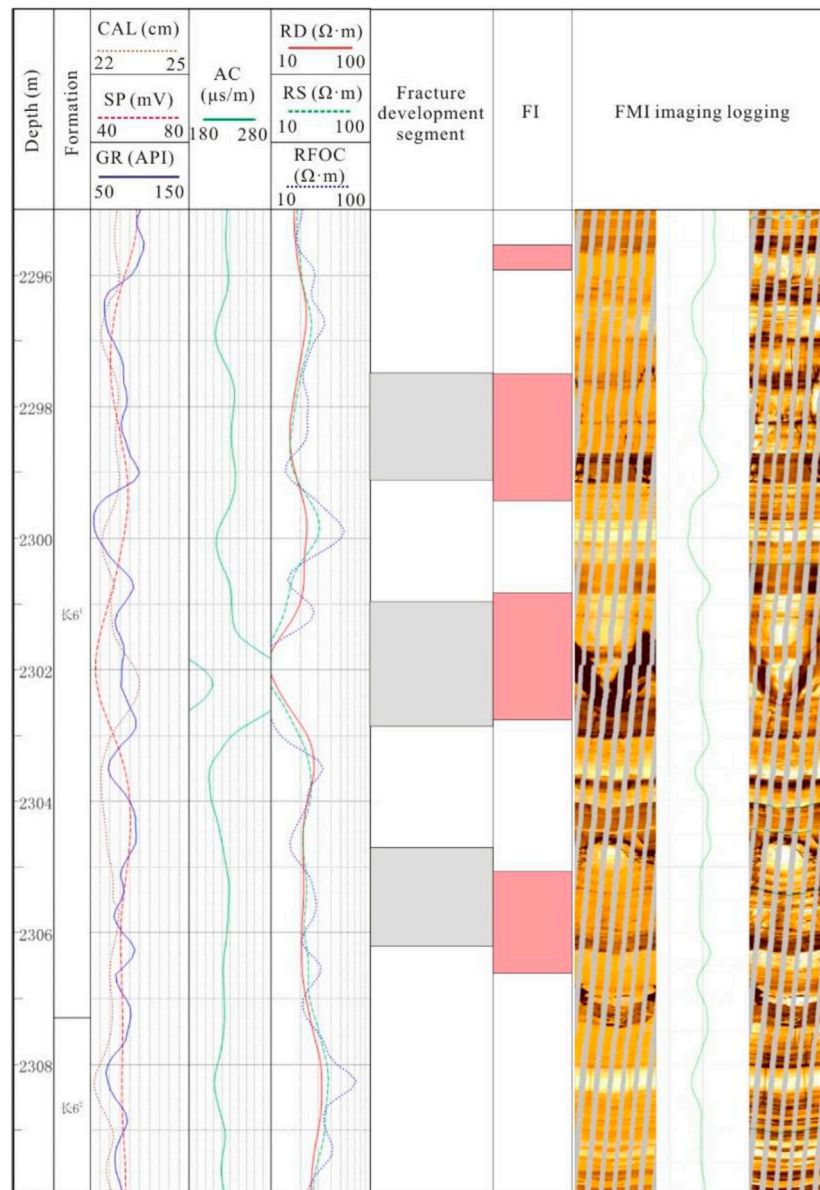 Depth (m)
Formation
CAL (cm)
22 25
SP (mV)
40 80
GR (API)
50 150
AC
(μs/m)
180 280
RD (Ω·m)
10 100
RS (Ω·m)
10 100
RFOC
(Ω·m)
10 100
Fracture
development
segment
FI
FMI imaging logging
2296
2298
2300
2302
2304
2306
2308